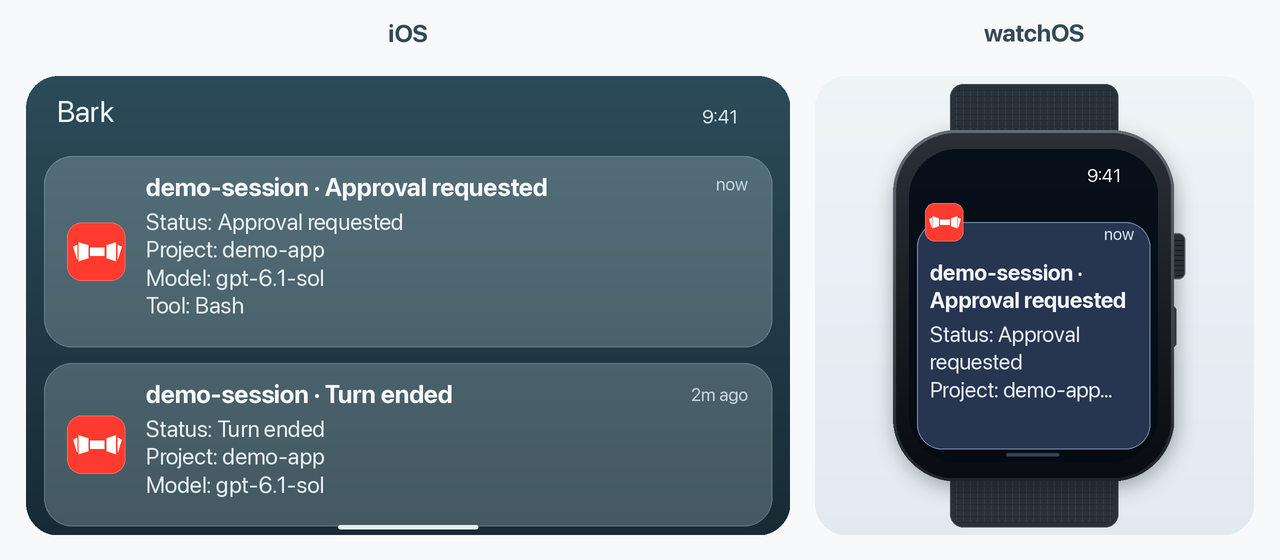 iOS
Bark
9:41
demo-session · Approval requested
now
Status: Approval requested
Project: demo-app
Model: gpt-6.1-sol
Tool: Bash
demo-session · Turn ended
2m ago
Status: Turn ended
Project: demo-app
Model: gpt-6.1-sol
watchOS
9:41
now
demo-session ·
Approval requested
Status: Approval
requested
Project: demo-app...